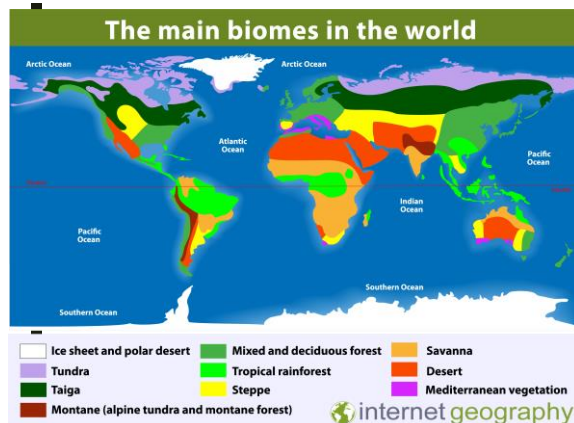 The main biomes in the world
Arctic Ocean
Arctic Ocean
Atlantic
Ocean
Pacific
Ocean
Indian
Ocean
Pacific
Ocean
Southern Ocean
Southern Ocean
Ice sheet and polar desert
Mixed and deciduous forest
Savanna
Tundra
Tropical rainforest
Desert
Taiga
Steppe
Mediterranean vegetation
Montane (alpine tundra and montane forest)
internet geography